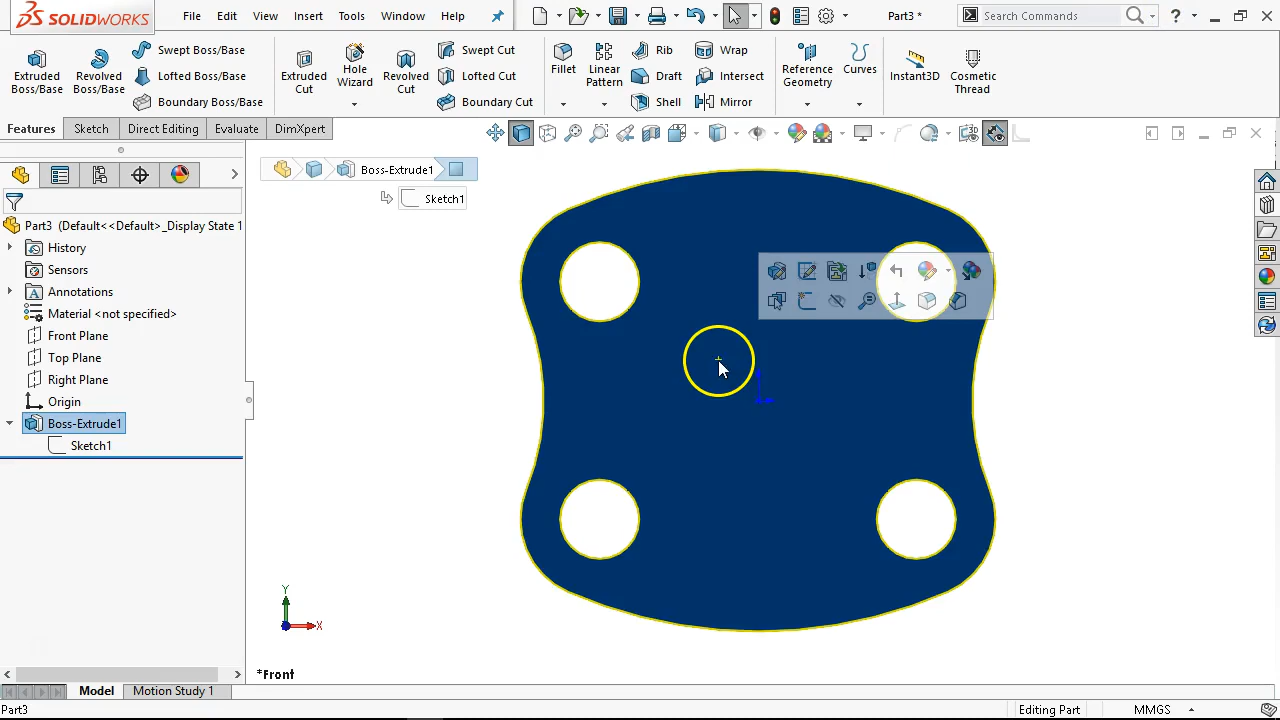 SOLIDWORKS
File Edit View Insert Tools Window Help
Part3 *
Search Commands
Extruded Boss/Base
Revolved Boss/Base
Swept Boss/Base
Lofted Boss/Base
Boundary Boss/Base
Extruded Cut
Hole Wizard
Revolved Cut
Swept Cut
Lofted Cut
Boundary Cut
Fillet
Linear Pattern
Rib
Draft
Shell
Wrap
Intersect
Mirror
Reference Geometry
Curves
Instant3D
Cosmetic Thread
Features Sketch Direct Editing Evaluate DimXpert
Boss-Extrude1
Sketch1
Part3 (Default<<Default>_Display State 1
History
Sensors
Annotations
Material <not specified>
Front Plane
Top Plane
Right Plane
Origin
Boss-Extrude1
Sketch1
Y
X
*Front
Model Motion Study 1
Part3 Editing Part MMGS